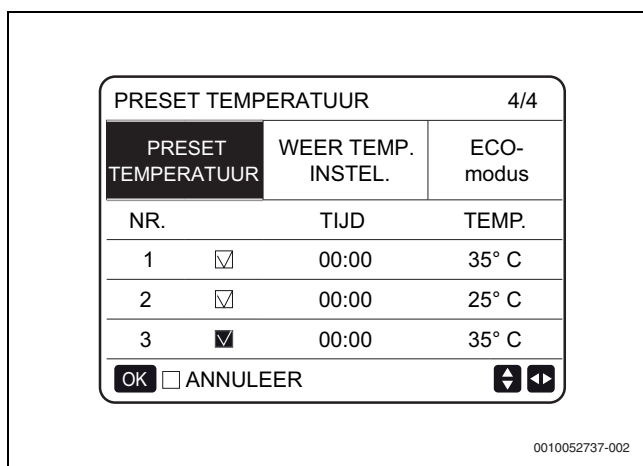 PRESET TEMPERATUUR 4/4
PRESET TEMPERATUUR WEER TEMP. INSTEL. ECO-modus
NR. TIJD TEMP.
1 ☑ 00:00 35° C
2 ☑ 00:00 25° C
3 ☑ 00:00 35° C
OK ☐ ANNULEER
0010052737-002